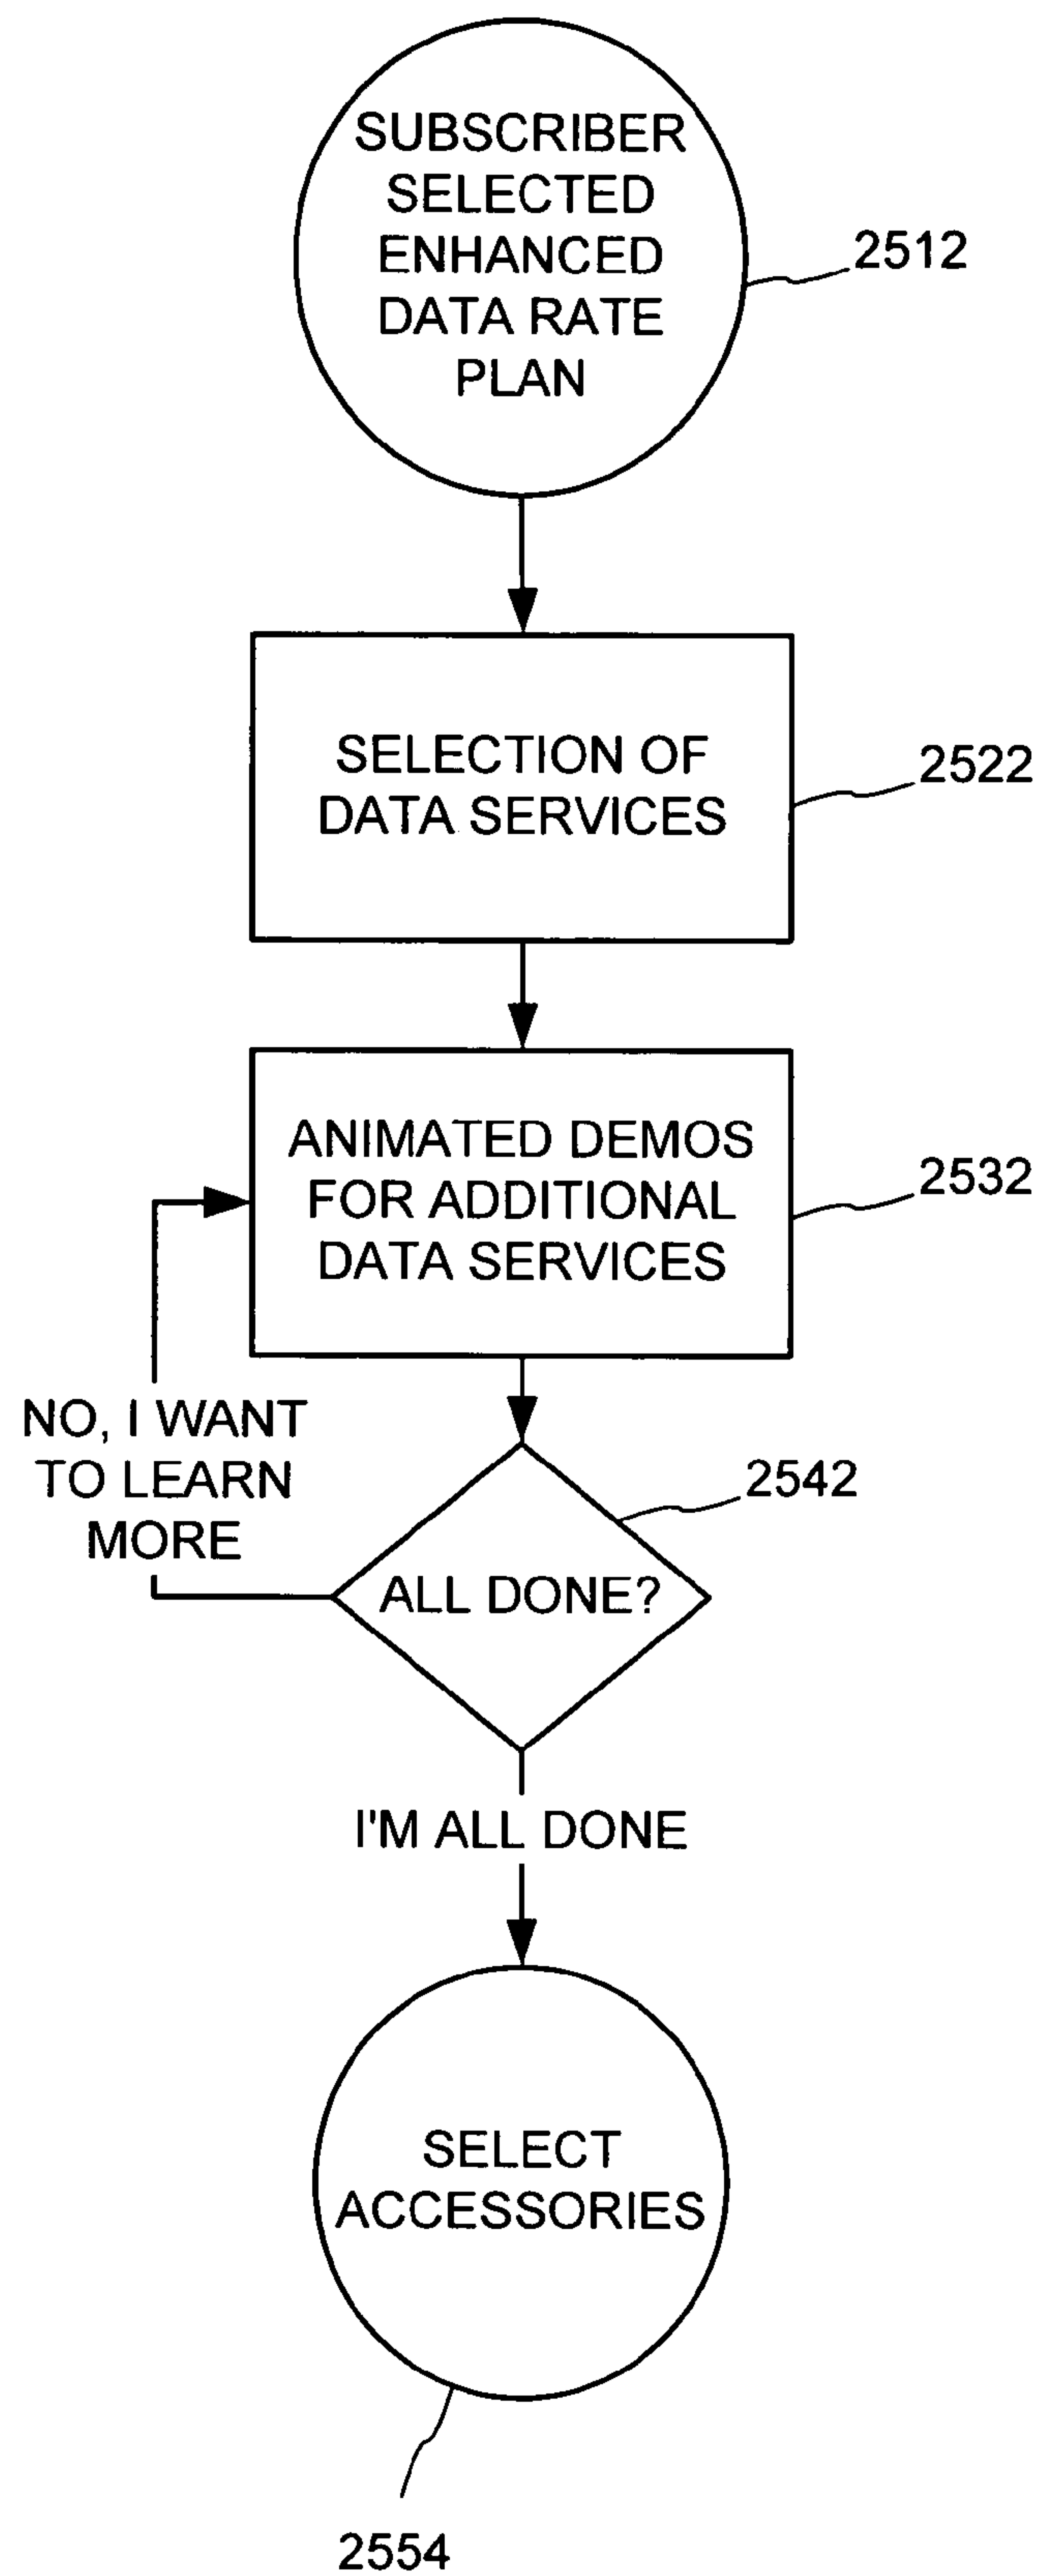 SUBSCRIBER
SELECTED
ENHANCED
DATA RATE
PLAN
2512
SELECTION OF
DATA SERVICES
2522
ANIMATED DEMOS
FOR ADDITIONAL
DATA SERVICES
2532
NO, I WANT
TO LEARN
MORE
2542
ALL DONE?
I'M ALL DONE
SELECT
ACCESSORIES
2554